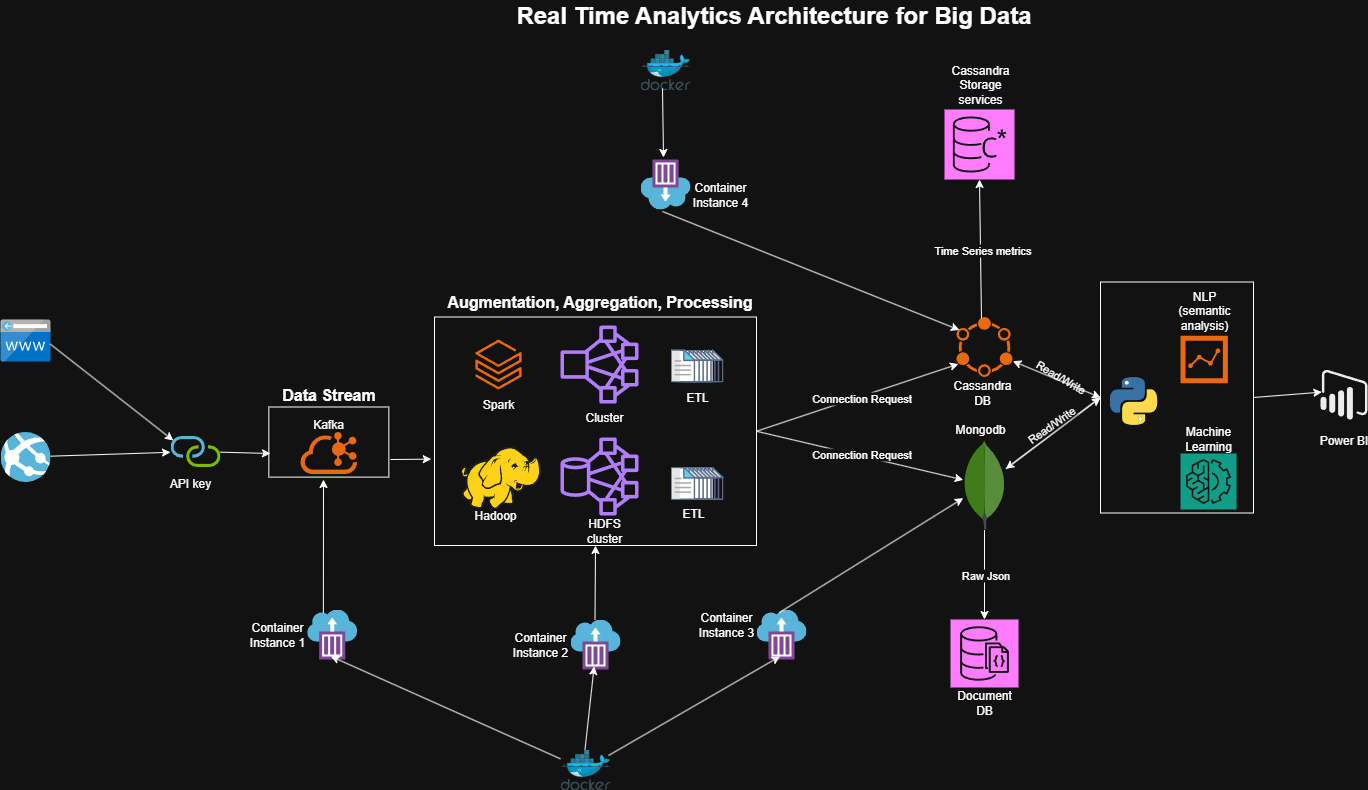 Real Time Analytics Architecture for Big Data
docker
Cassandra
Storage
services
C*
Container
Instance 4
Time Series metrics
Augmentation, Aggregation, Processing
NLP
(semantic
analysis)
WWW
Spark
Cluster
ETL
Cassandra
DB
Read/Write
Data Stream
Kafka
Connection Request
Mongodb
Read/Write
Machine
Learning
Power BI
API key
Connection Request
Hadoop
HDFS
cluster
ETL
Raw Json
{}
Container
Instance 1
Container
Instance 2
Container
Instance 3
Document
DB
docker